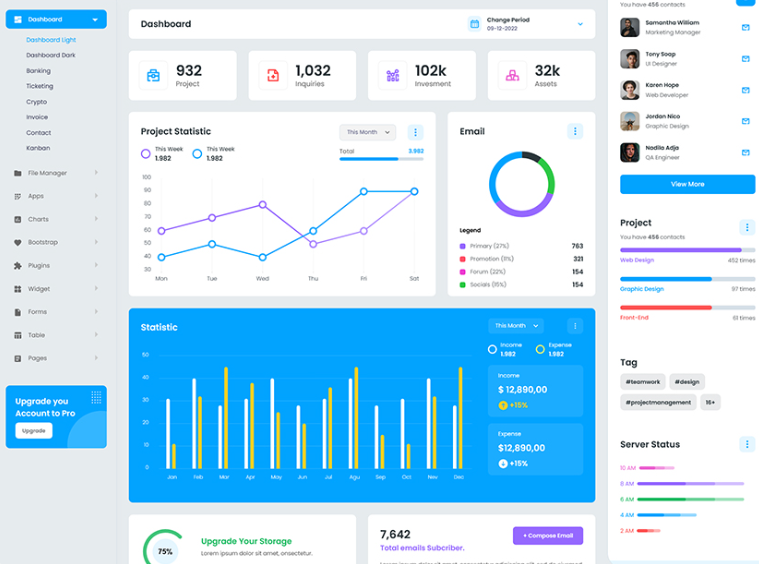 Dashboard
Dashboard Light
Dashboard Dark
Banking
Ticketing
Crypto
Invoice
Contact
Kanban
File Manager
Apps
Charts
Bootstrap
Plugins
Widget
Forms
Table
Pages
Upgrade you
Account to Pro
Upgrade
Dashboard
Change Period
09-12-2022
932
Project
1,032
Inquiries
102k
Invesment
32k
Assets
Project Statistic
This Month
This Week
1.982
This Week
1.982
Total
3.982
100
90
80
70
60
50
40
30
Mon
Tue
Wed
Thu
Fri
Sat
Email
Legend
Primary (27%)
763
Promotion (11%)
321
Forum (22%)
154
Socials (15%)
154
Statistic
This Month
Income
1.982
Expense
1.982
50
40
30
20
10
0
Jan
Feb
Mar
Apr
May
Jun
Jul
Agu
Sep
Oct
Nov
Dec
Income
$ 12,890,00
+15%
Expense
$12,890,00
+15%
75%
Upgrade Your Storage
Lorem ipsum dolor sit amet, onsectetur.
7,642
Total emails Subcriber.
+ Compose Email
You have 456 contacts
Samantha William
Marketing Manager
Tony Soap
UI Designer
Karen Hope
Web Developer
Jordan Nico
Graphic Design
Nadila Adja
QA Engineer
View More
Project
You have 456 contacts
Web Design
452 times
Graphic Design
97 times
Front-End
61 times
Tag
#teamwork
#design
#projectmanagement
16+
Server Status
10 AM
8 AM
6 AM
4 AM
2 AM